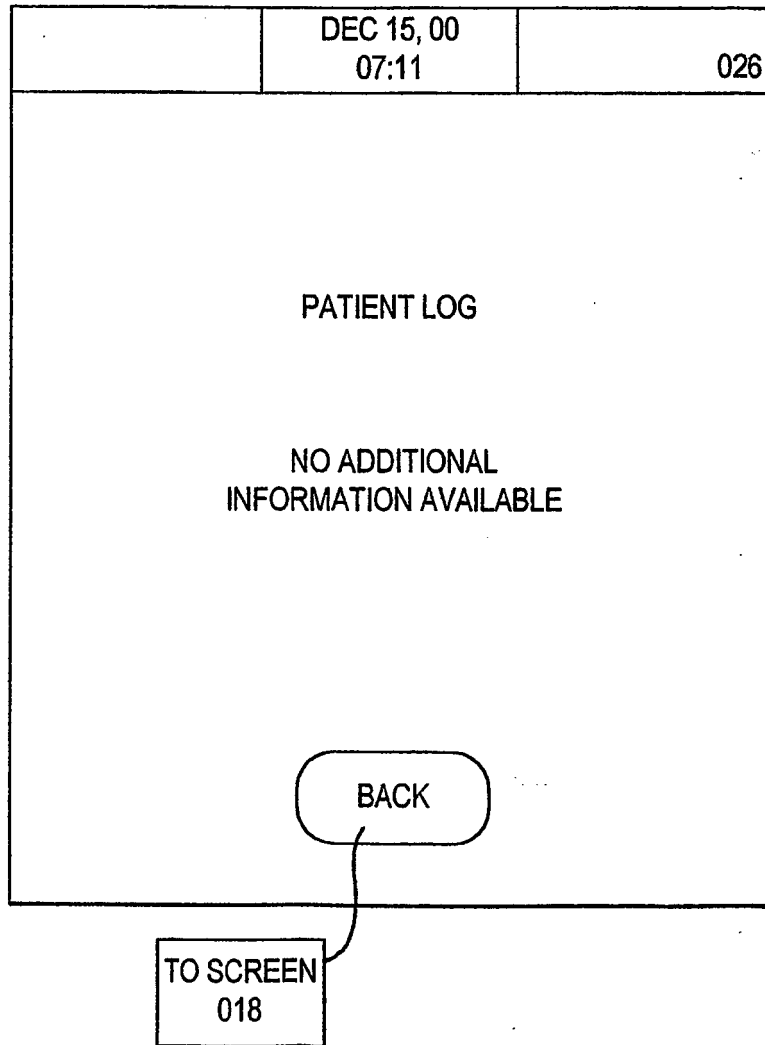 DEC 15, 00
07:11
026
PATIENT LOG
NO ADDITIONAL
INFORMATION AVAILABLE
BACK
TO SCREEN
018